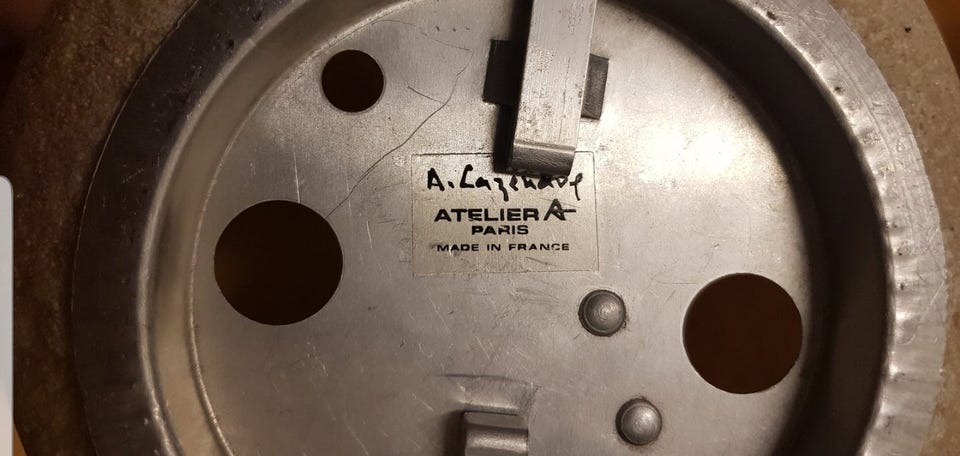 A. Cazenave
ATELIER A
PARIS
MADE IN FRANCE